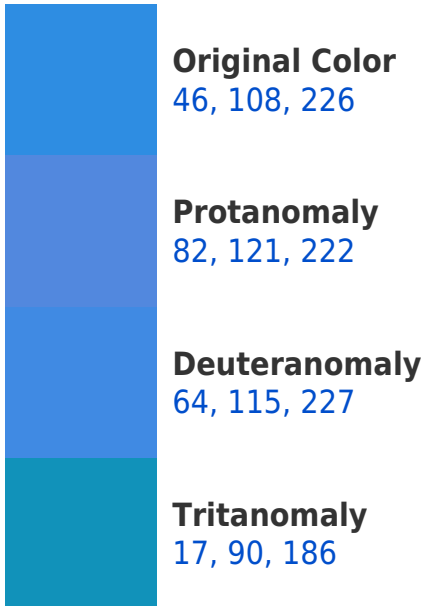 Original Color
46, 108, 226
Protanomaly
82, 121, 222
Deuteranomaly
64, 115, 227
Tritanomaly
17, 90, 186